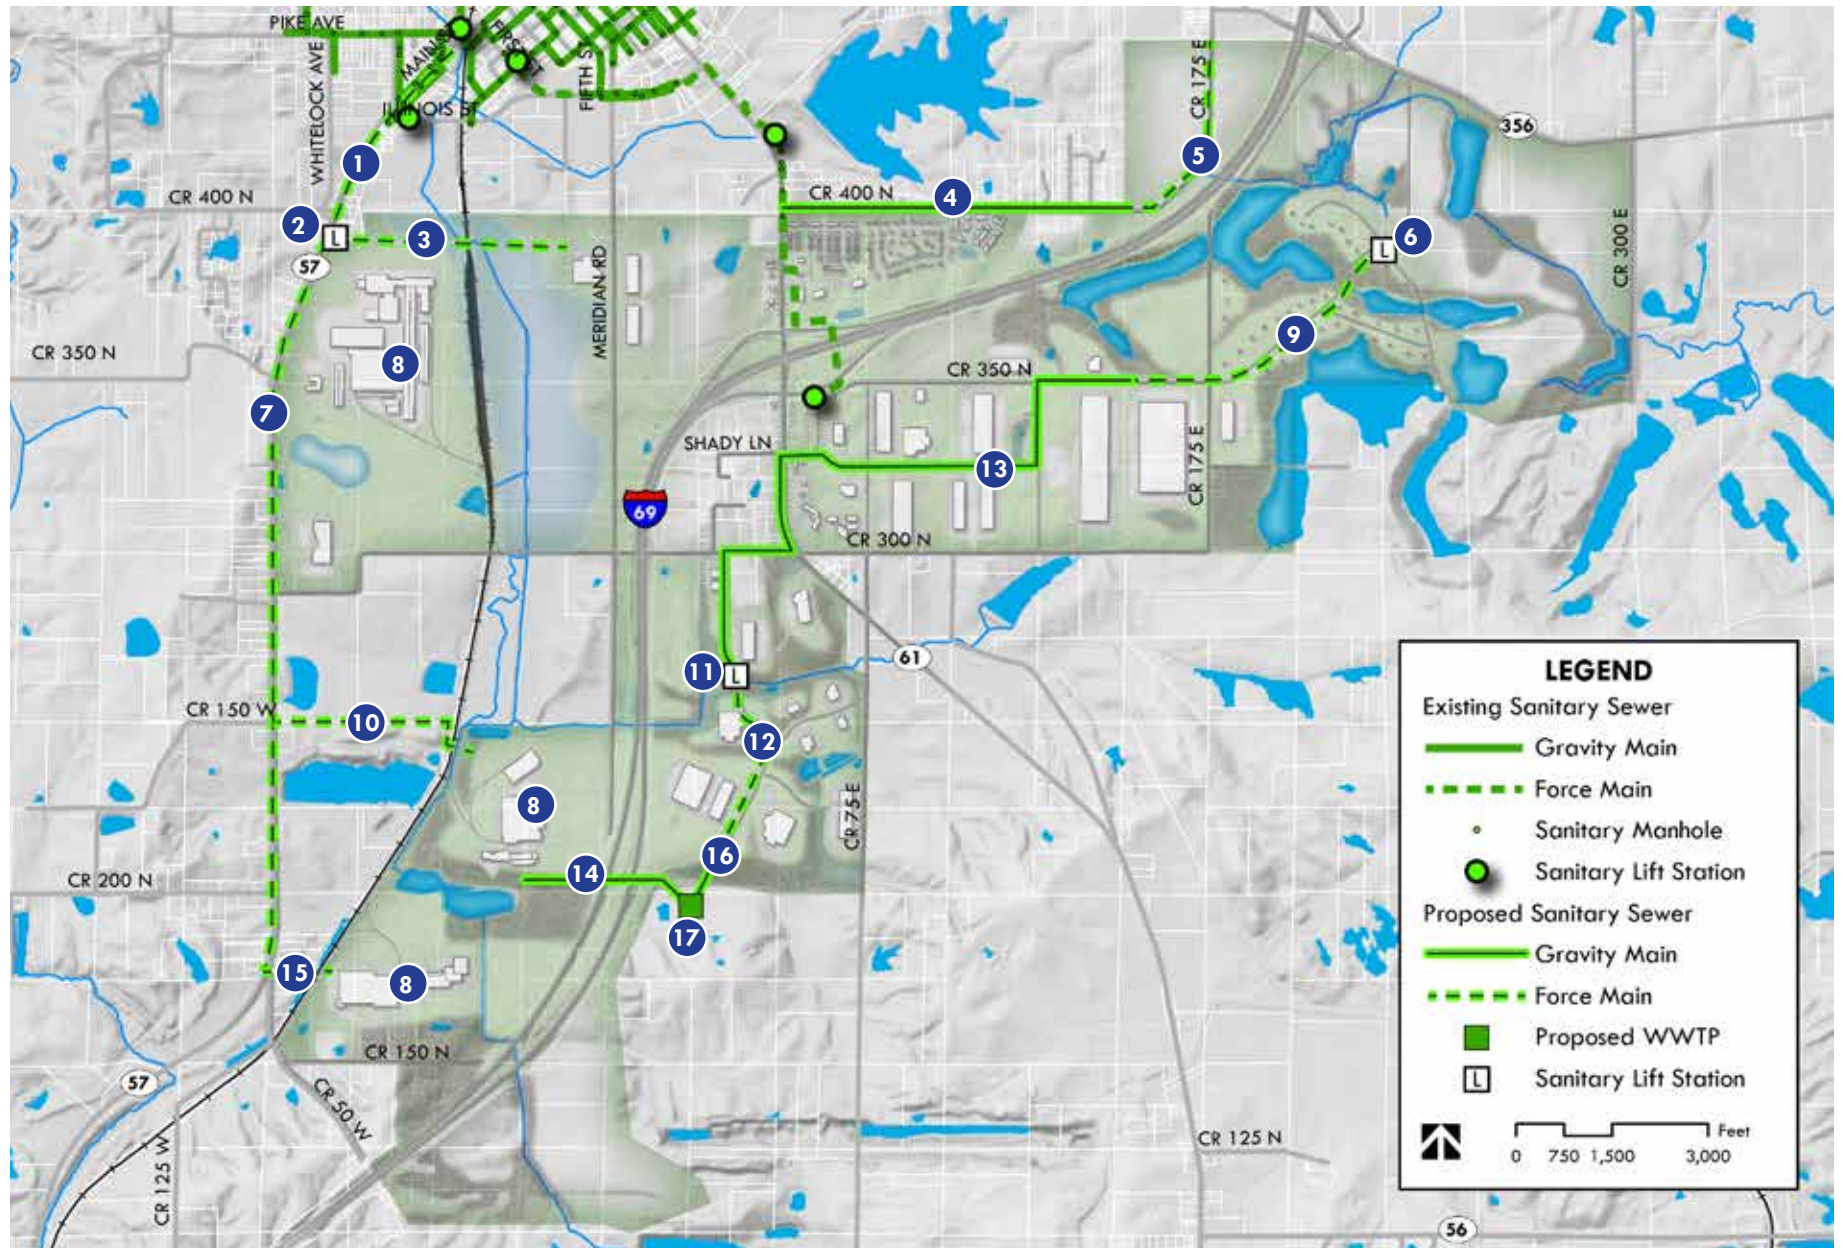 PIKE AVE
WHITELOCK AVE
MAIN S
FIRST
FIFTH ST
ILLINOIS ST
CR 175 E
356
1
5
CR 400 N
CR 400 N
4
2
L
3
6
L
57
MERIDIAN RD
CR 300 E
CR 350 N
8
9
CR 350 N
7
SHADY LN
13
CR 175 E
69
CR 300 N
11
L
61
CR 150 W
10
12
8
CR 75 E
16
14
CR 200 N
17
15
8
CR 150 N
57
CR 50 W
CR 125 W
CR 125 N
56
LEGEND
Existing Sanitary Sewer
Gravity Main
Force Main
Sanitary Manhole
Sanitary Lift Station
Proposed Sanitary Sewer
Gravity Main
Force Main
Proposed WWTP
L Sanitary Lift Station
Feet
0 750 1,500 3,000